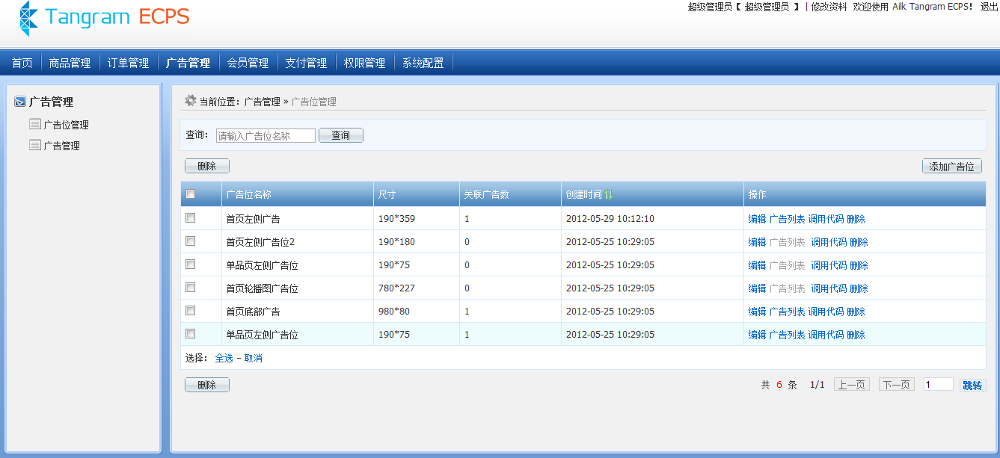 Tangram ECPS
超级管理员【 超级管理员 】 | 修改资料 欢迎使用 Ailk Tangram ECPS! 退出
首页 商品管理 订单管理 广告管理 会员管理 支付管理 权限管理 系统配置
广告管理
广告位管理
广告管理
当前位置：广告管理 » 广告位管理
查询： 请输入广告位名称 查询
删除 添加广告位
广告位名称 尺寸 关联广告数 创建时间 操作
首页左侧广告 190*359 1 2012-05-29 10:12:10 编辑 广告列表 调用代码 删除
首页左侧广告位2 190*180 0 2012-05-25 10:29:05 编辑 广告列表 调用代码 删除
单品页左侧广告位 190*75 0 2012-05-25 10:29:05 编辑 广告列表 调用代码 删除
首页轮播图广告位 780*227 0 2012-05-25 10:29:05 编辑 广告列表 调用代码 删除
首页底部广告 980*80 1 2012-05-25 10:29:05 编辑 广告列表 调用代码 删除
单品页左侧广告位 190*75 1 2012-05-25 10:29:05 编辑 广告列表 调用代码 删除
选择： 全选 - 取消
删除 共 6 条 1/1 上一页 下一页 1 跳转